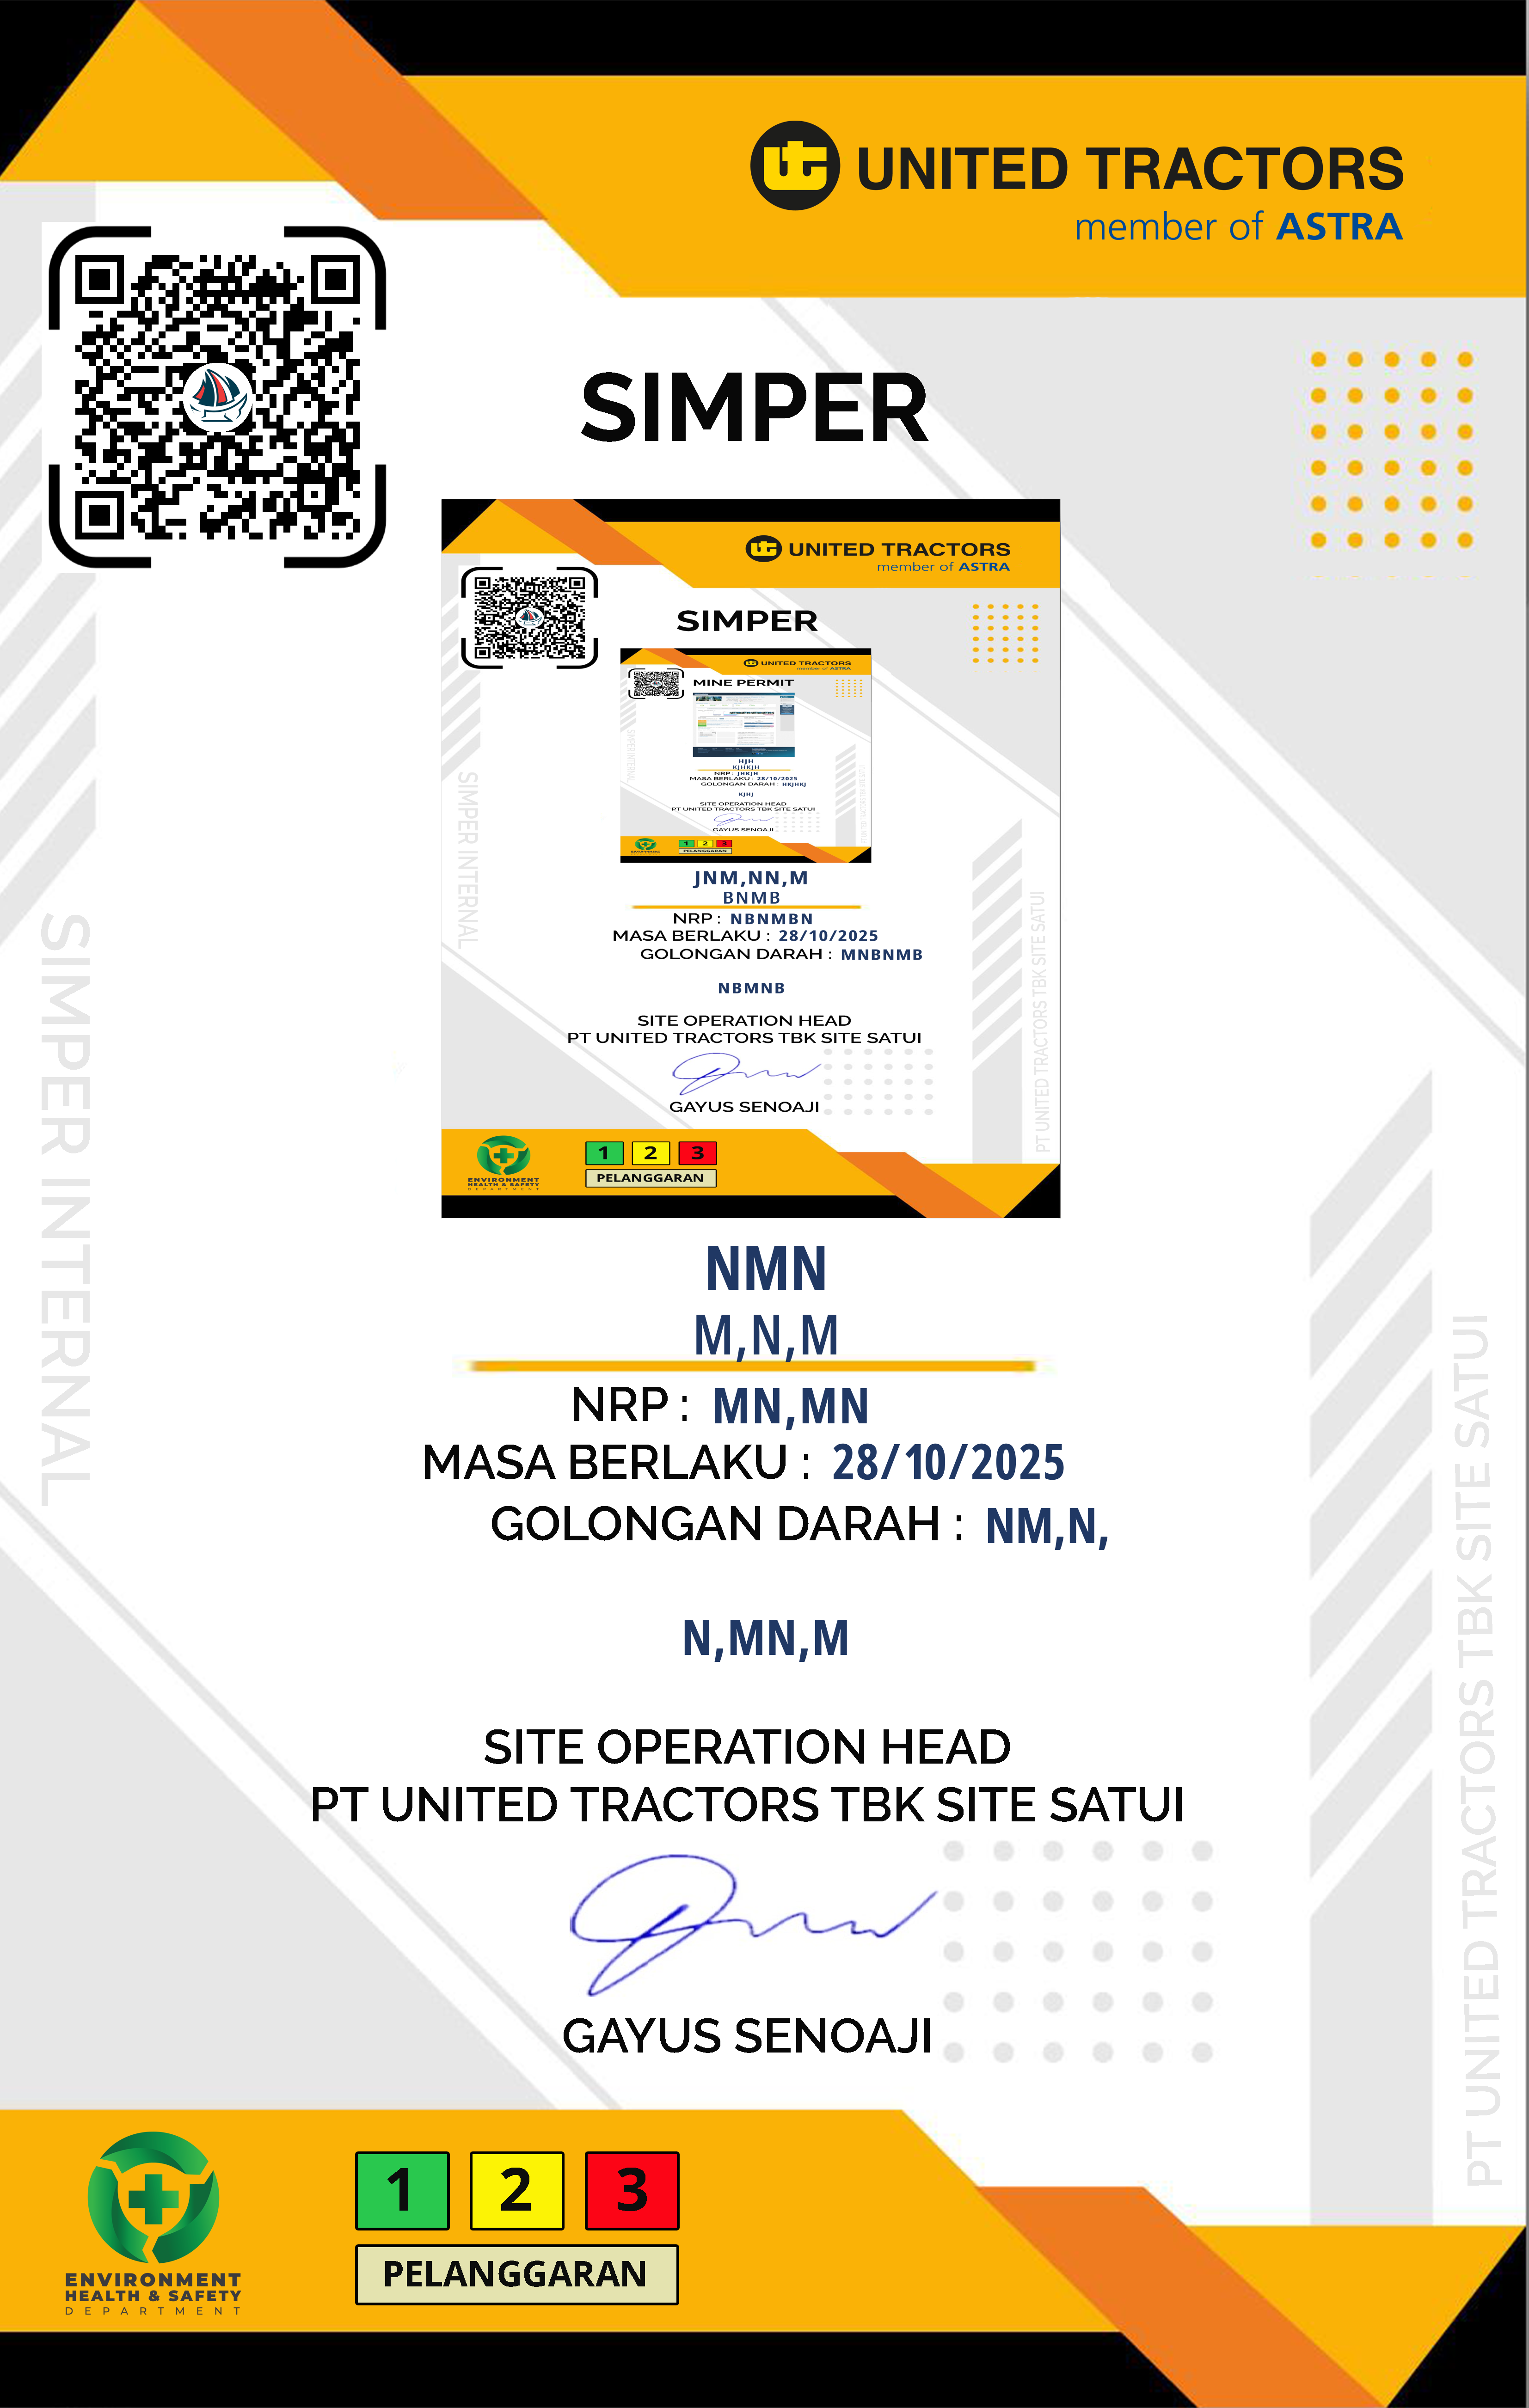 UNITED TRACTORS
member of ASTRA
SIMPER
UNITED TRACTORS
member of ASTRA
SIMPER
UNITED TRACTORS
member of ASTRA
MINE PERMIT
HJH
KJHKJH
NRP : JHKJH
MASA BERLAKU : 28/10/2025
GOLONGAN DARAH : HKJHKJ
KJHJ
SITE OPERATION HEAD
PT UNITED TRACTORS TBK SITE SATUI
GAYUS SENOAJI
1 2 3
PELANGGARAN
JNM,NN,M
BNMB
NRP : NBNMBN
MASA BERLAKU : 28/10/2025
GOLONGAN DARAH : MNBNMB
NBMNB
SITE OPERATION HEAD
PT UNITED TRACTORS TBK SITE SATUI
GAYUS SENOAJI
SIMPER INTERNAL
PT UNITED TRACTORS TBK SITE SATUI
ENVIRONMENT
HEALTH & SAFETY
DEPARTMENT
1 2 3
PELANGGARAN
NMN
M,N,M
NRP : MN,MN
MASA BERLAKU : 28/10/2025
GOLONGAN DARAH : NM,N,
N,MN,M
SITE OPERATION HEAD
PT UNITED TRACTORS TBK SITE SATUI
GAYUS SENOAJI
SIMPER INTERNAL
PT UNITED TRACTORS TBK SITE SATUI
ENVIRONMENT
HEALTH & SAFETY
DEPARTMENT
1 2 3
PELANGGARAN